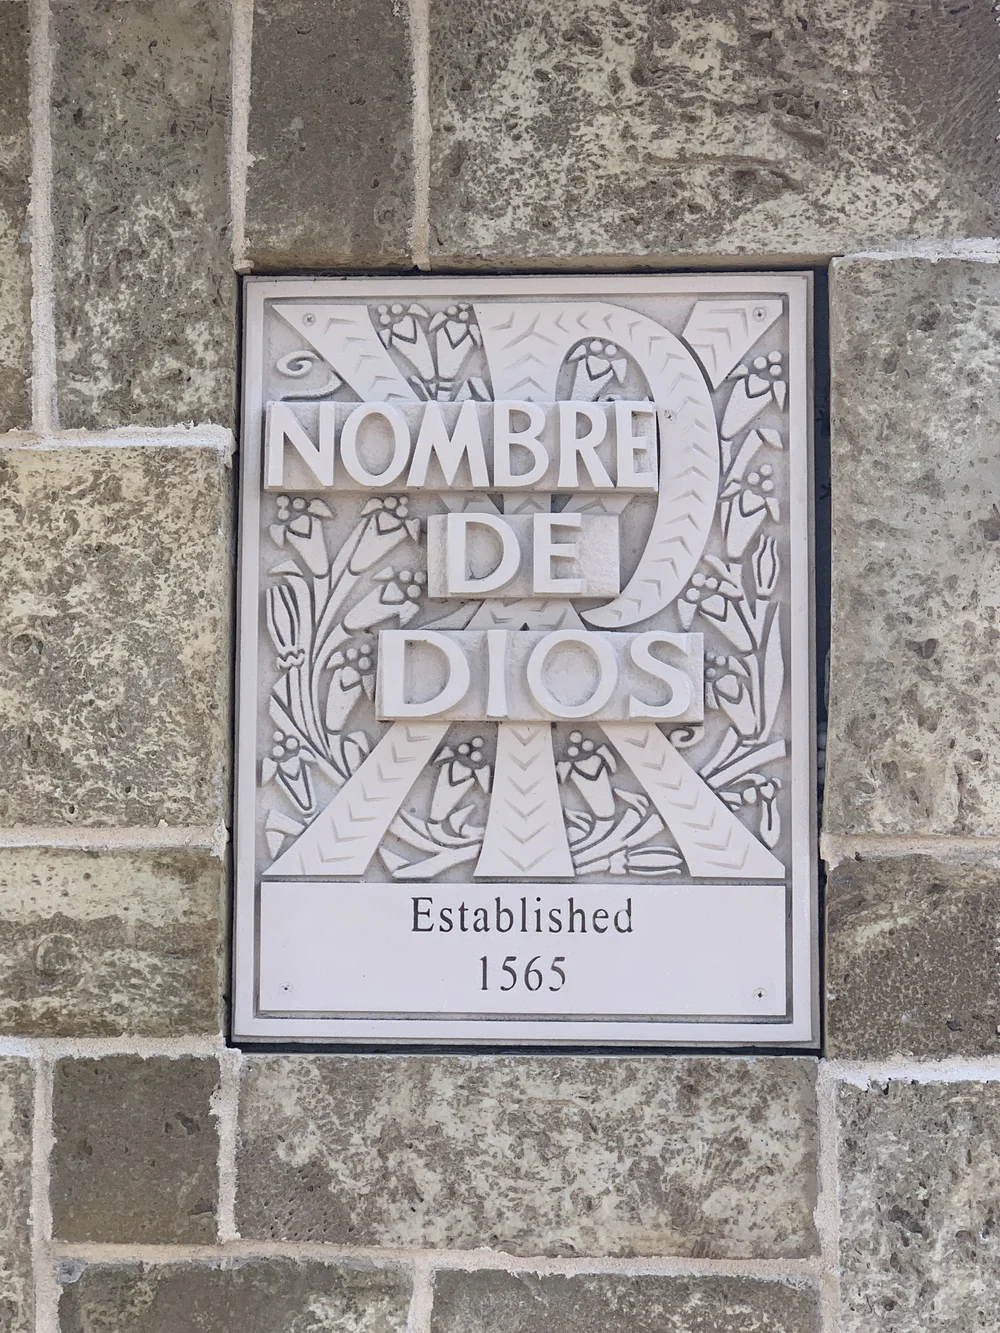 NOMBRE
DE
DIOS
Established
1565